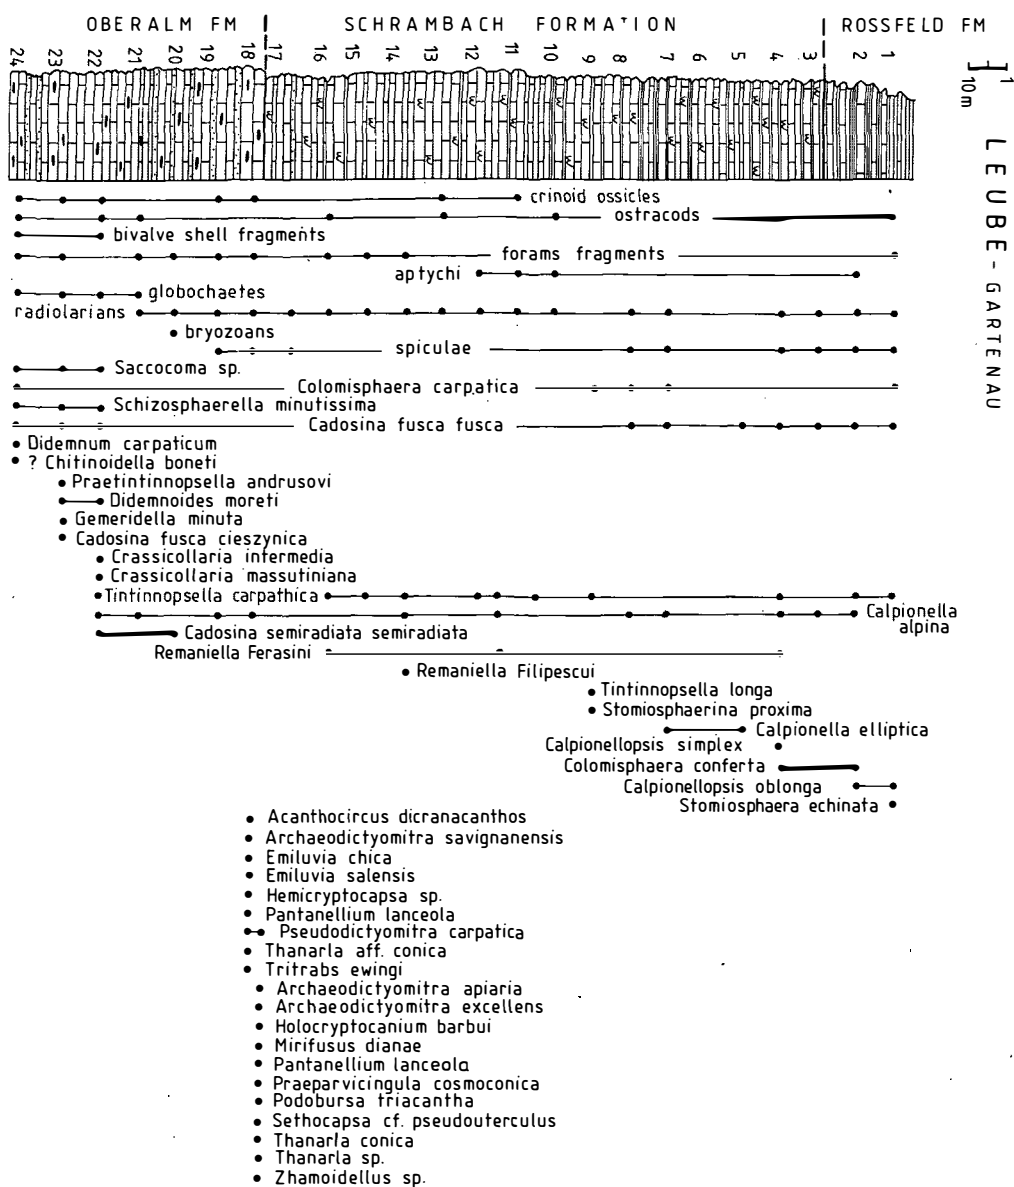 OBERALM FM
SCHRAMBACH FORMATION
ROSSFELD FM
24 23 22 21 20 19 18 17 16 15 14 13 12 11 10 9 8 7 6 5 4 3 2 1
1
10m
LEUBE-GARTENAU
crinoid ossicles
ostracods
bivalve shell fragments
forams fragments
aptychi
globochaetes
radiolarians
bryozoans
spiculae
Saccocoma sp.
Colomisphaera carpatica
Schizosphaerella minutissima
Cadosina fusca fusca
Didemnum carpaticum
? Chitinoidella boneti
Praetintinnopsella andrusovi
Didemnoides moreti
Gemeridella minuta
Cadosina fusca cieszynica
Crassicollaria intermedia
Crassicollaria massutiniana
Tintinnopsella carpathica
Calpionella
alpina
Cadosina semiradiata semiradiata
Remaniella Ferasini
Remaniella Filipescui
Tintinnopsella longa
Stomiosphaerina proxima
Calpionella elliptica
Calpionellopsis simplex
Colomisphaera conferta
Calpionellopsis oblonga
Stomiosphaera echinata
Acanthocircus dicranacanthos
Archaeodictyomitra savignanensis
Emiluvia chica
Emiluvia salensis
Hemicryptocapsa sp.
Pantanellium lanceola
Pseudodictyomitra carpatica
Thanarla aff. conica
Tritrabs ewingi
Archaeodictyomitra apiaria
Archaeodictyomitra excellens
Holocryptocanium barbui
Mirifusus dianae
Pantanellium lanceola
Praeparvicingula cosmoconica
Podobursa triacantha
Sethocapsa cf. pseudouterculus
Thanarla conica
Thanarla sp.
Zhamoidellus sp.